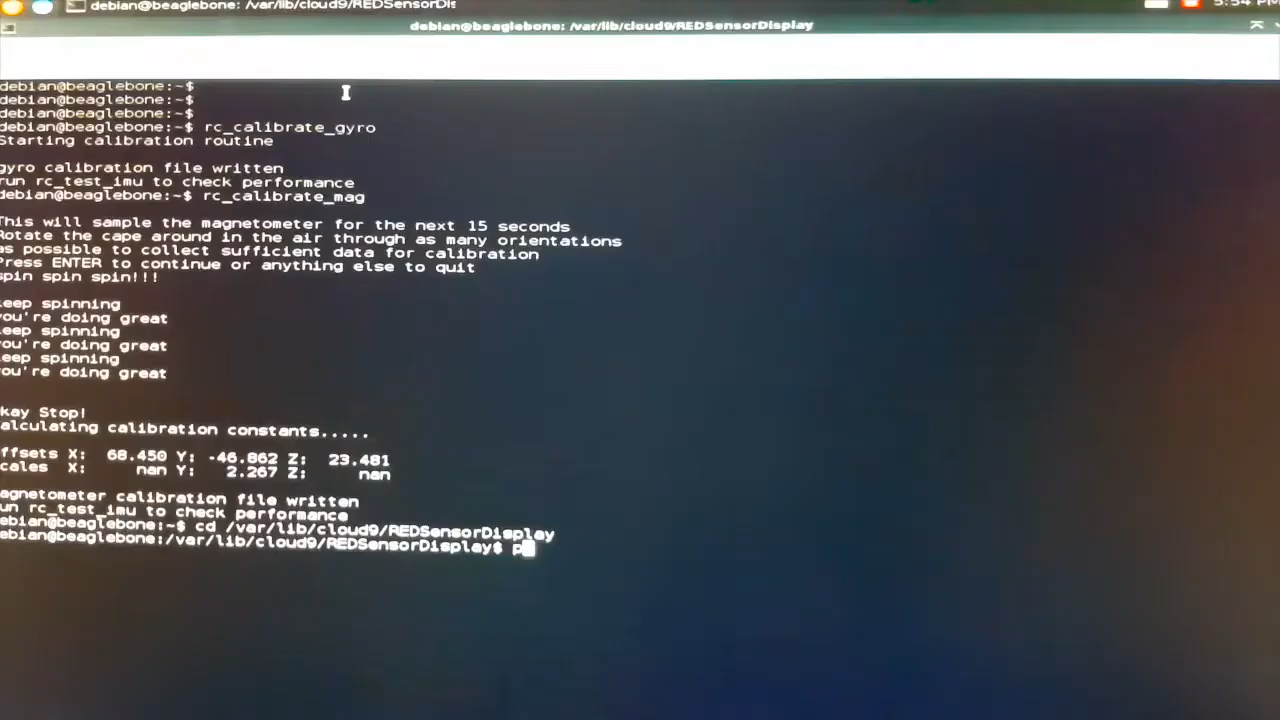 debian@beaglebone: /var/lib/cloud9/REDSensorDis
5:54 PM
debian@beaglebone: /var/lib/cloud9/REDSensorDisplay
debian@beaglebone:~$
debian@beaglebone:~$
debian@beaglebone:~$
debian@beaglebone:~$ rc_calibrate_gyro
Starting calibration routine
gyro calibration file written
run rc_test_imu to check performance
debian@beaglebone:~$ rc_calibrate_mag
This will sample the magnetometer for the next 15 seconds
Rotate the cape around in the air through as many orientations
as possible to collect sufficient data for calibration
Press ENTER to continue or anything else to quit
spin spin spin!!!
eep spinning
you're doing great
eep spinning
you're doing great
eep spinning
you're doing great
kay Stop!
alculating calibration constants.....
ffsets X: 68.450 Y: -46.862 Z: 23.481
cales X: nan Y: 2.267 Z: nan
agnetometer calibration file written
un rc_test_imu to check performance
ebian@beaglebone:~$ cd /var/lib/cloud9/REDSensorDisplay
ebian@beaglebone:/var/lib/cloud9/REDSensorDisplay$ p